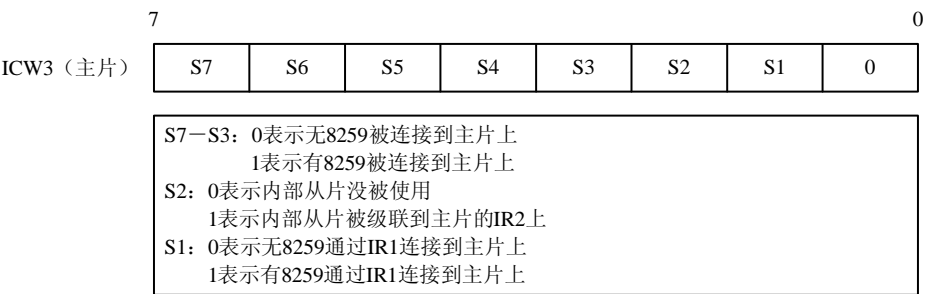 7 0
ICW3（主片） S7 S6 S5 S4 S3 S2 S1 0
S7－S3：0表示无8259被连接到主片上
1表示有8259被连接到主片上
S2：0表示内部从片没被使用
1表示内部从片被级联到主片的IR2上
S1：0表示无8259通过IR1连接到主片上
1表示有8259通过IR1连接到主片上